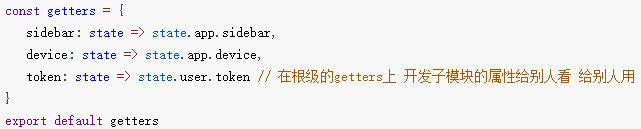 const getters = {
sidebar: state => state.app.sidebar,
device: state => state.app.device,
token: state => state.user.token // 在根级的getters上 开发子模块的属性给别人看 给别人用
}
export default getters